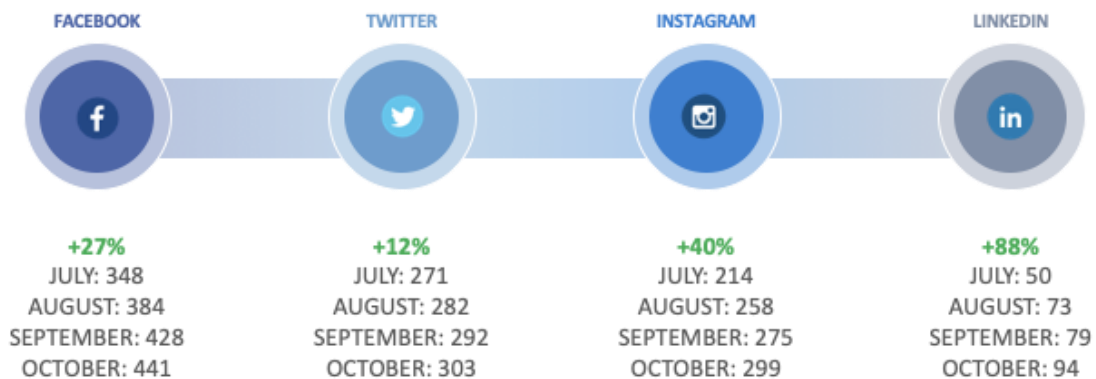 FACEBOOK
TWITTER
INSTAGRAM
LINKEDIN
f
in
+27%
JULY: 348
AUGUST: 384
SEPTEMBER: 428
OCTOBER: 441
+12%
JULY: 271
AUGUST: 282
SEPTEMBER: 292
OCTOBER: 303
+40%
JULY: 214
AUGUST: 258
SEPTEMBER: 275
OCTOBER: 299
+88%
JULY: 50
AUGUST: 73
SEPTEMBER: 79
OCTOBER: 94